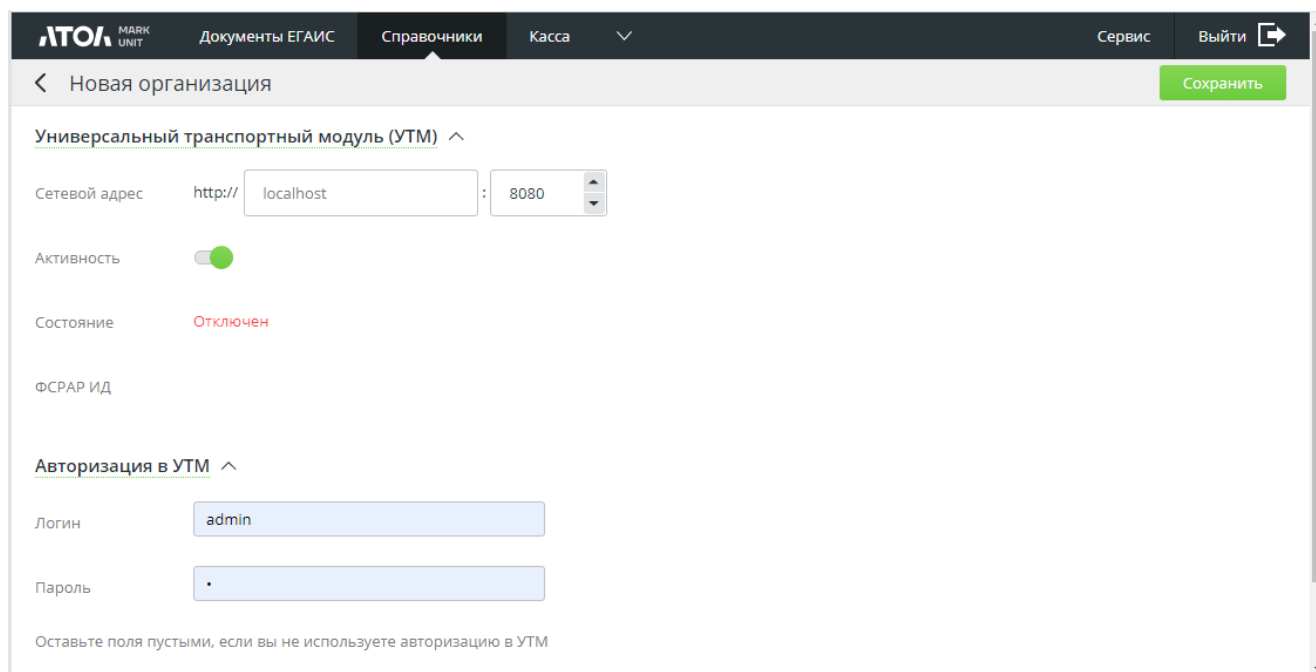 АТОЛ MARK UNIT Документы ЕГАИС Справочники Касса Сервис Выйти
Новая организация Сохранить
Универсальный транспортный модуль (УТМ)
Сетевой адрес http:// localhost : 8080
Активность
Состояние Отключен
ФСРАР ИД
Авторизация в УТМ
Логин admin
Пароль •
Оставьте поля пустыми, если вы не используете авторизацию в УТМ